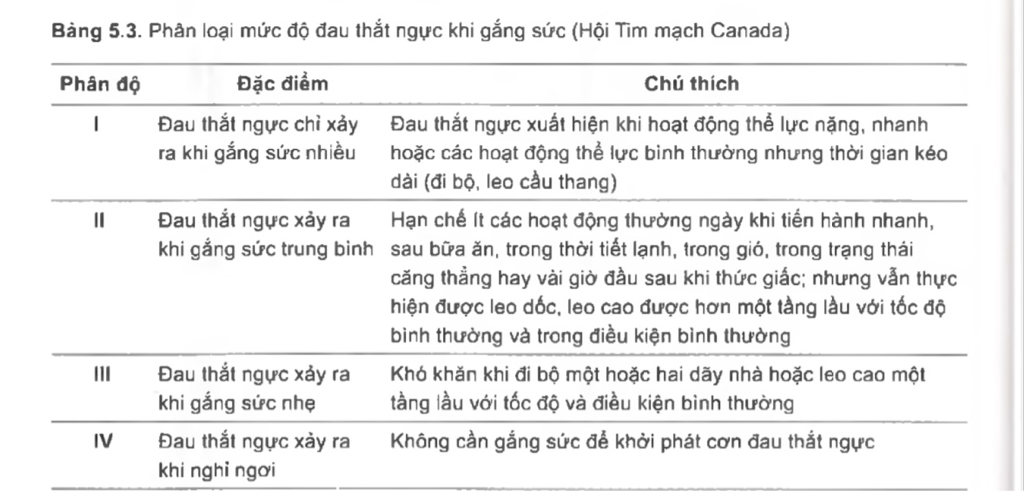 Bảng 5.3. Phân loại mức độ đau thắt ngực khi gắng sức (Hội Tim mạch Canada)
Phân độ Đặc điểm Chú thích
I Đau thắt ngực chỉ xảy Đau thắt ngực xuất hiện khi hoạt động thể lực nặng, nhanh
ra khi gắng sức nhiều hoặc các hoạt động thể lực bình thường nhưng thời gian kéo
dài (đi bộ, leo cầu thang)
II Đau thắt ngực xảy ra Hạn chế ít các hoạt động thường ngày khi tiến hành nhanh,
khi gắng sức trung bình sau bữa ăn, trong thời tiết lạnh, trong gió, trong trạng thái
căng thẳng hay vài giờ đầu sau khi thức giấc; nhưng vẫn thực
hiện được leo dốc, leo cao được hơn một tầng lầu với tốc độ
bình thường và trong điều kiện bình thường
III Đau thắt ngực xảy ra Khó khăn khi đi bộ một hoặc hai dãy nhà hoặc leo cao một
khi gắng sức nhẹ tầng lầu với tốc độ và điều kiện bình thường
IV Đau thắt ngực xảy ra Không cần gắng sức để khởi phát cơn đau thắt ngực
khi nghỉ ngơi